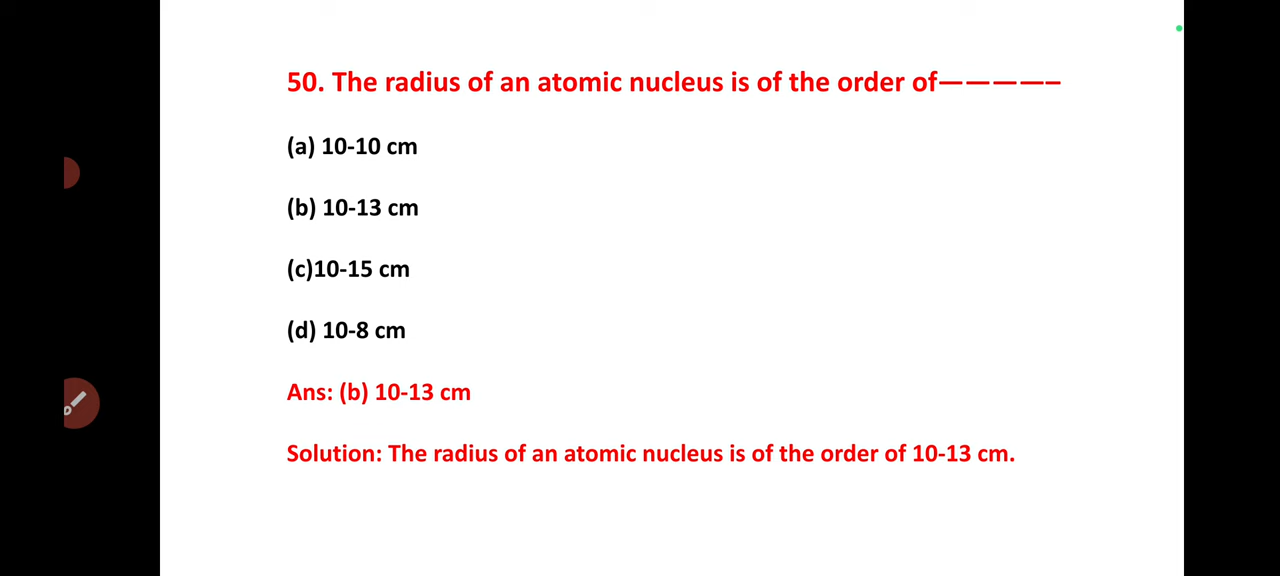 50. The radius of an atomic nucleus is of the order of—————
(a) 10-10 cm
(b) 10-13 cm
(c)10-15 cm
(d) 10-8 cm
Ans: (b) 10-13 cm
Solution: The radius of an atomic nucleus is of the order of 10-13 cm.